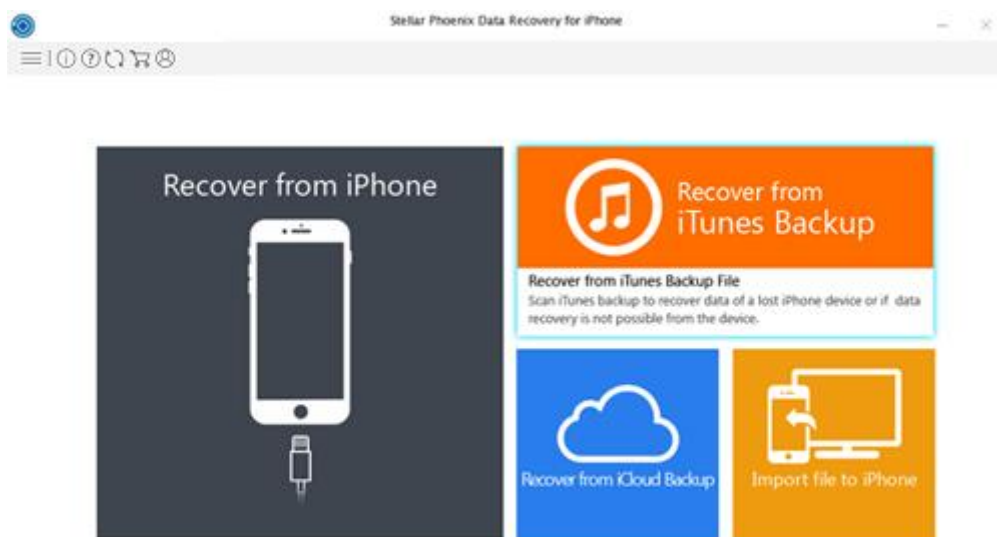 Stellar Phoenix Data Recovery for iPhone
Recover from iPhone
Recover from
iTunes Backup
Recover from iTunes Backup File
Scan iTunes backup to recover data of a lost iPhone device or if data
recovery is not possible from the device.
Recover from iCloud Backup
Import file to iPhone